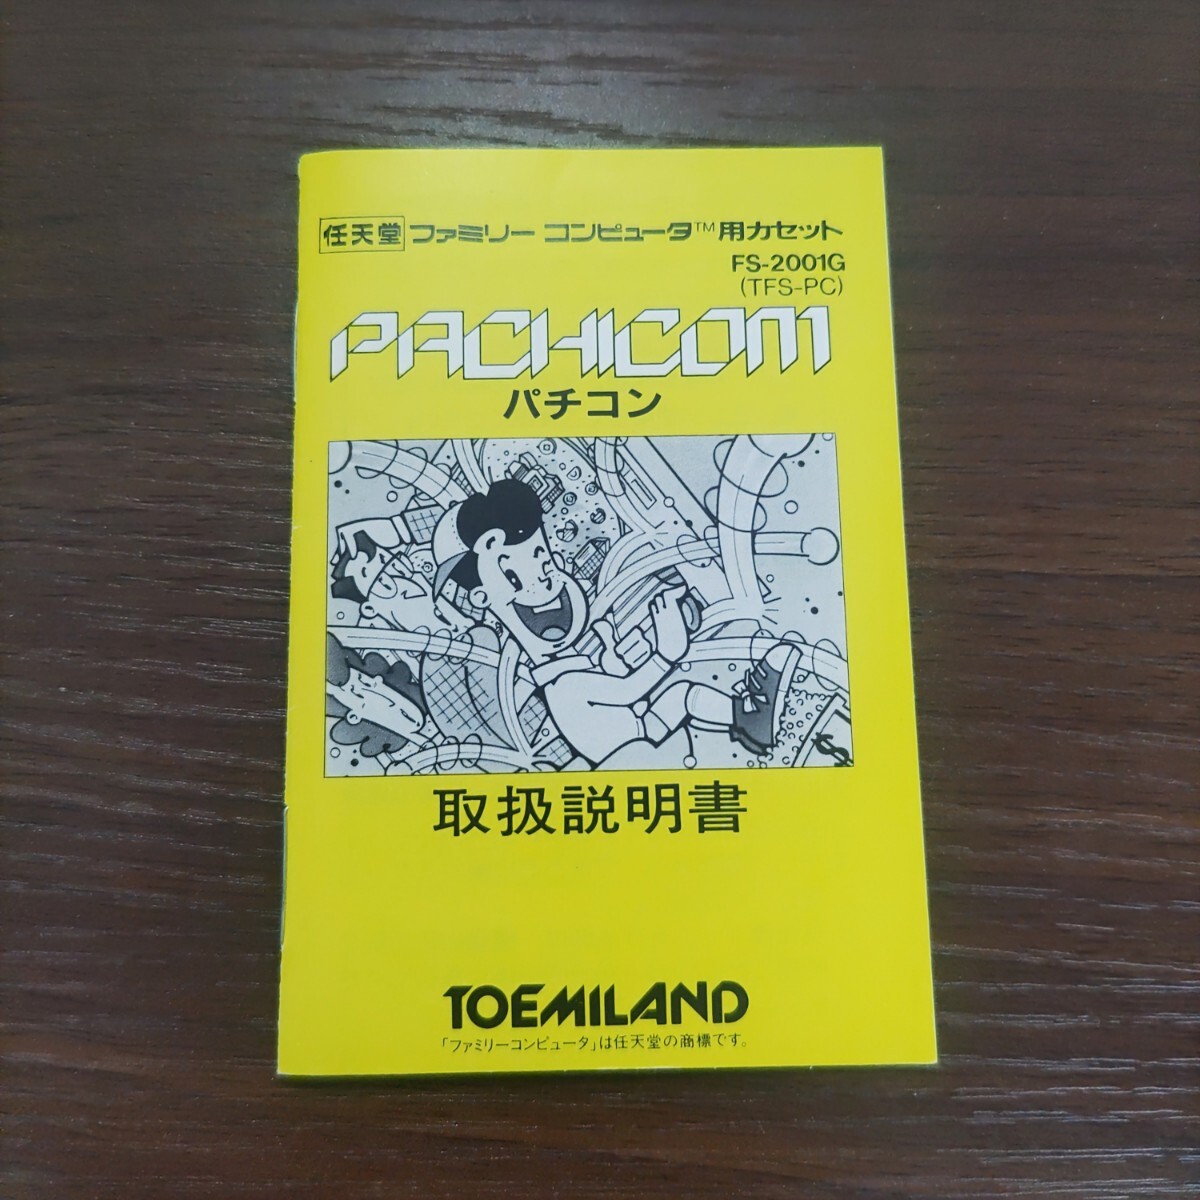 任天堂 ファミリー コンピュータ™用カセット
FS-2001G
(TFS-PC)
PACHICOM
パチコン
取扱説明書
TOEMILAND
「ファミリーコンピュータ」は任天堂の商標です。